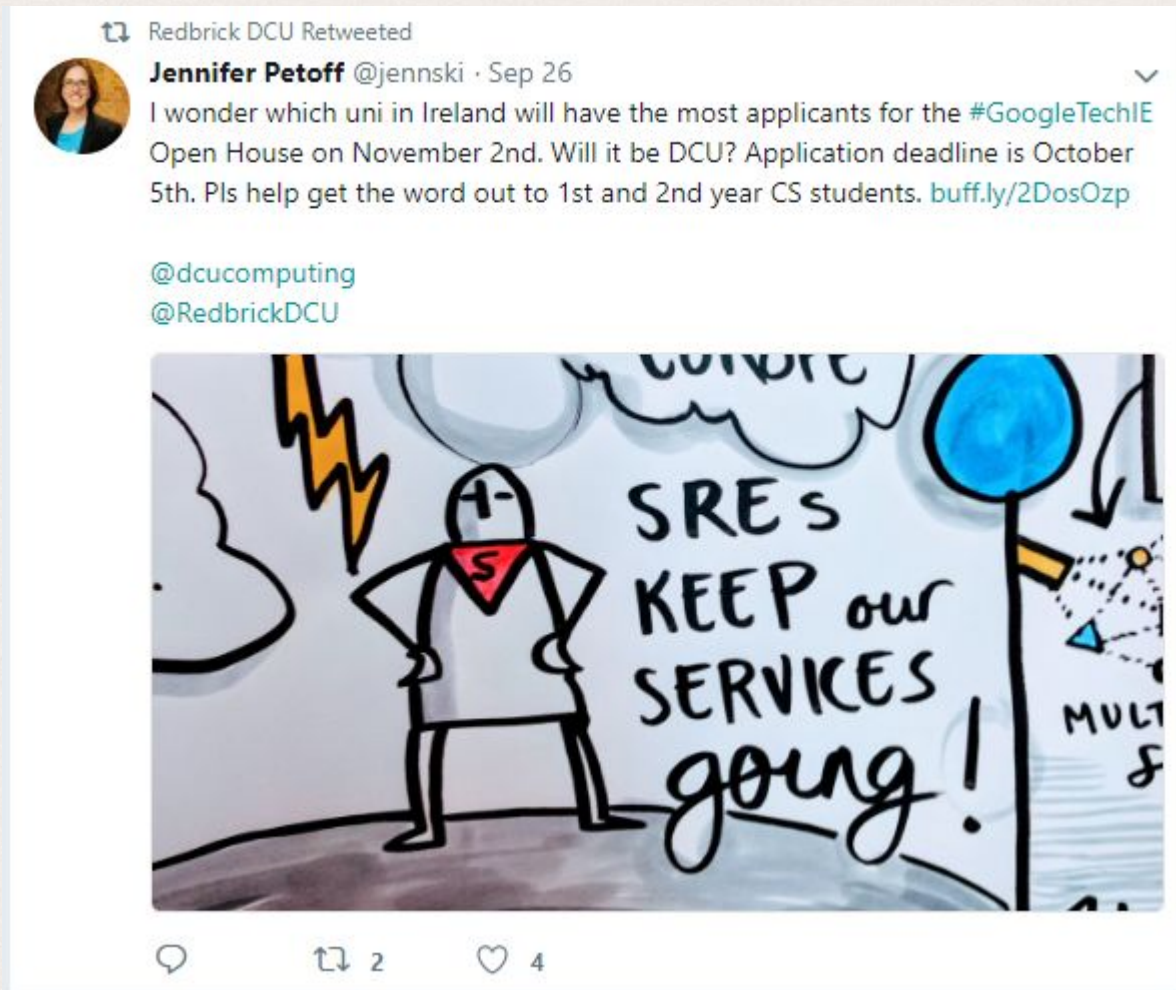 Redbrick DCU Retweeted
Jennifer Petoff @jennski · Sep 26
I wonder which uni in Ireland will have the most applicants for the #GoogleTechIE
Open House on November 2nd. Will it be DCU? Application deadline is October
5th. Pls help get the word out to 1st and 2nd year CS students. buff.ly/2DosOzp
@dcucomputing
@RedbrickDCU
S
SREs
KEEP our
SERVICES
going!
2 4